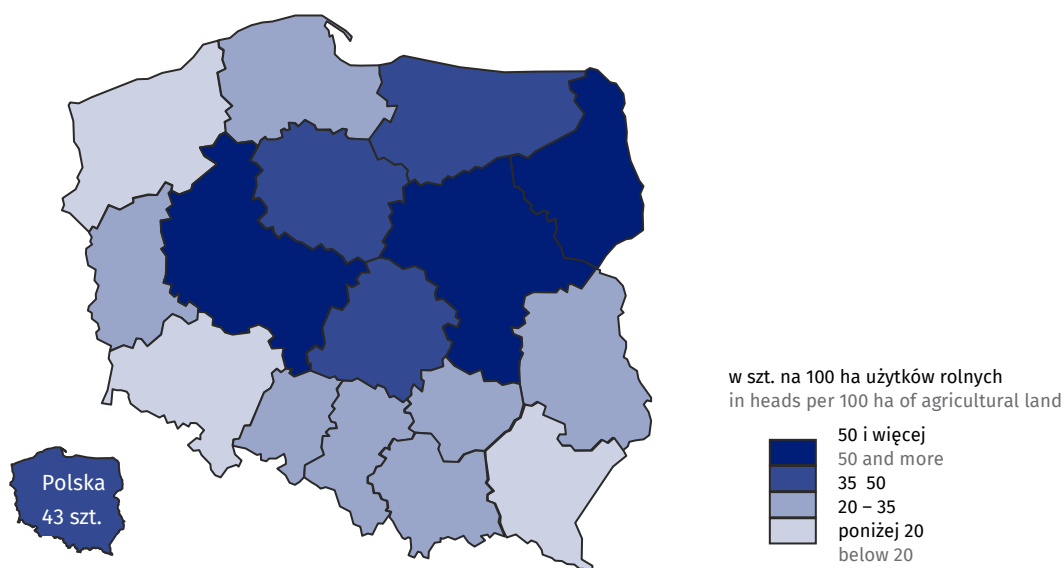 w szt. na 100 ha użytków rolnych
in heads per 100 ha of agricultural land
50 i więcej
50 and more
35 50
20 – 35
poniżej 20
below 20
Polska
43 szt.